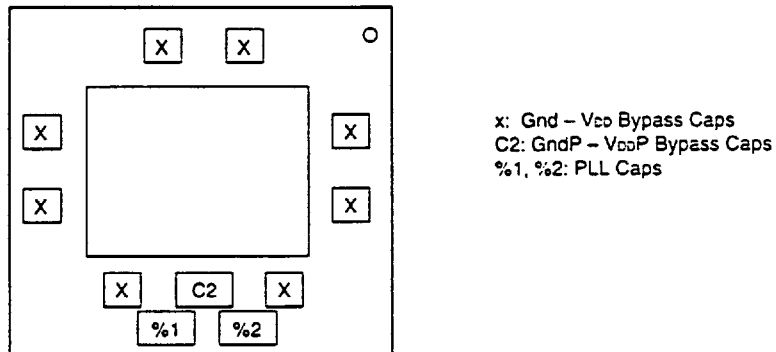 X X
X X
X X
X C2 X
%1 %2
x: Gnd – VDD Bypass Caps
C2: GndP – VDDP Bypass Caps
%1, %2: PLL Caps